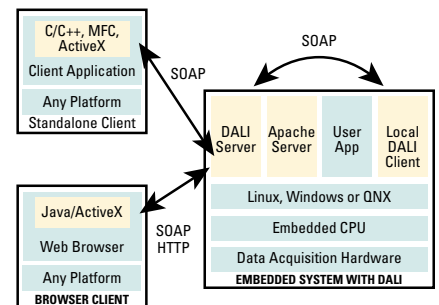 C/C++, MFC,
ActiveX
Client Application
Any Platform
Standalone Client
SOAP
SOAP
DALI
Server
Apache
Server
User
App
Local
DALI
Client
Linux, Windows or QNX
Embedded CPU
Data Acquisition Hardware
EMBEDDED SYSTEM WITH DALI
Java/ActiveX
Web Browser
Any Platform
BROWSER CLIENT
SOAP
HTTP